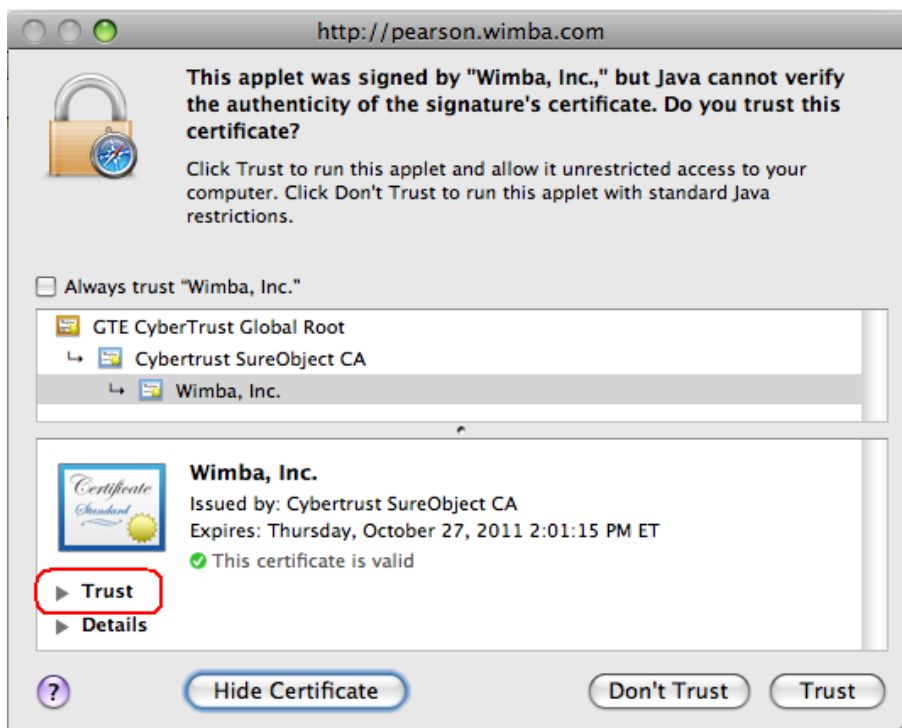 http://pearson.wimba.com
This applet was signed by "Wimba, Inc.," but Java cannot verify
the authenticity of the signature's certificate. Do you trust this
certificate?
Click Trust to run this applet and allow it unrestricted access to your
computer. Click Don't Trust to run this applet with standard Java
restrictions.
Always trust “Wimba, Inc.”
GTE CyberTrust Global Root
Cybertrust SureObject CA
Wimba, Inc.
Certificate
Standard
Wimba, Inc.
Issued by: Cybertrust SureObject CA
Expires: Thursday, October 27, 2011 2:01:15 PM ET
This certificate is valid
Trust
Details
?
Hide Certificate
Don't Trust
Trust